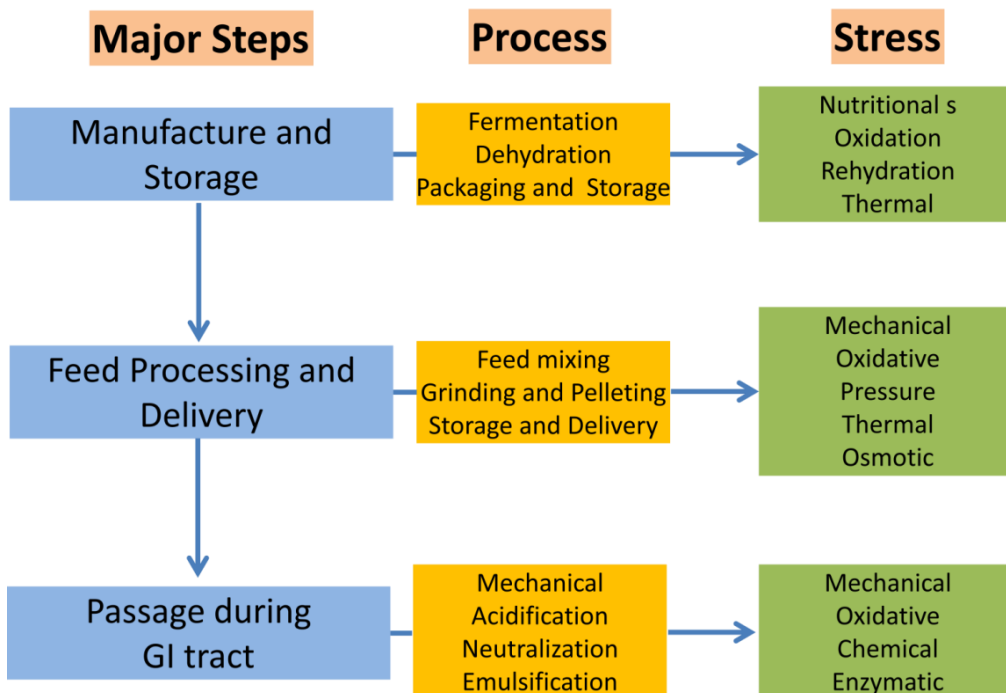 Major Steps
Process
Stress
Manufacture and
Storage
Fermentation
Dehydration
Packaging and Storage
Nutritional s
Oxidation
Rehydration
Thermal
Feed Processing and
Delivery
Feed mixing
Grinding and Pelleting
Storage and Delivery
Mechanical
Oxidative
Pressure
Thermal
Osmotic
Passage during
GI tract
Mechanical
Acidification
Neutralization
Emulsification
Mechanical
Oxidative
Chemical
Enzymatic